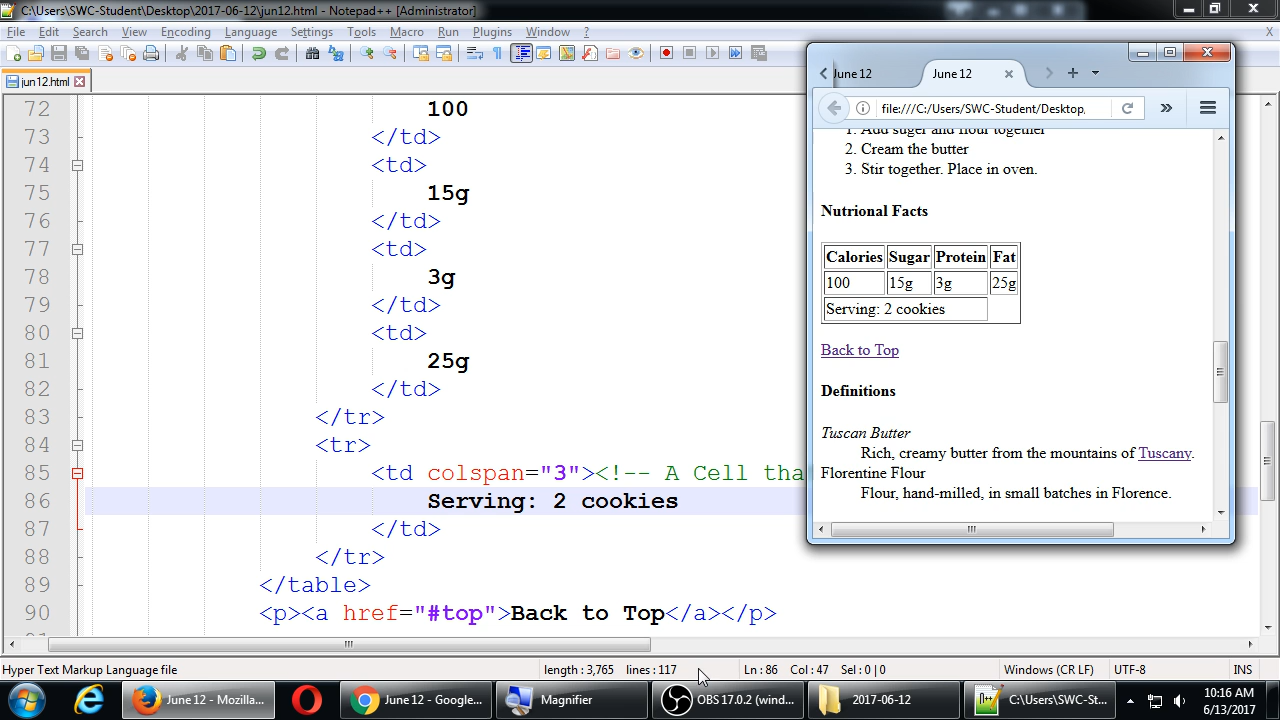 C:\Users\SWC-Student\Desktop\2017-06-12\jun12.html - Notepad++ [Administrator]
File Edit Search View Encoding Language Settings Tools Macro Run Plugins Window ? X
jun12.html
72 100
73 </td>
74 <td>
75 15g
76 </td>
77 <td>
78 3g
79 </td>
80 <td>
81 25g
82 </td>
83 </tr>
84 <tr>
85 <td colspan="3"><!-- A Cell tha
86 Serving: 2 cookies
87 </td>
88 </tr>
89 </table>
90 <p><a href="#top">Back to Top</a></p>
June 12 June 12
file:///C:/Users/SWC-Student/Desktop,
1. Add suger and flour together
2. Cream the butter
3. Stir together. Place in oven.
Nutrional Facts
Calories Sugar Protein Fat
100 15g 3g 25g
Serving: 2 cookies
Back to Top
Definitions
Tuscan Butter
Rich, creamy butter from the mountains of Tuscany.
Florentine Flour
Flour, hand-milled, in small batches in Florence.
Hyper Text Markup Language file length : 3,765 lines : 117 Ln : 86 Col : 47 Sel : 0 | 0 Windows (CR LF) UTF-8 INS
June 12 - Mozilla... June 12 - Google... Magnifier OBS 17.0.2 (wind... 2017-06-12 C:\Users\SWC-St...
10:16 AM
6/13/2017